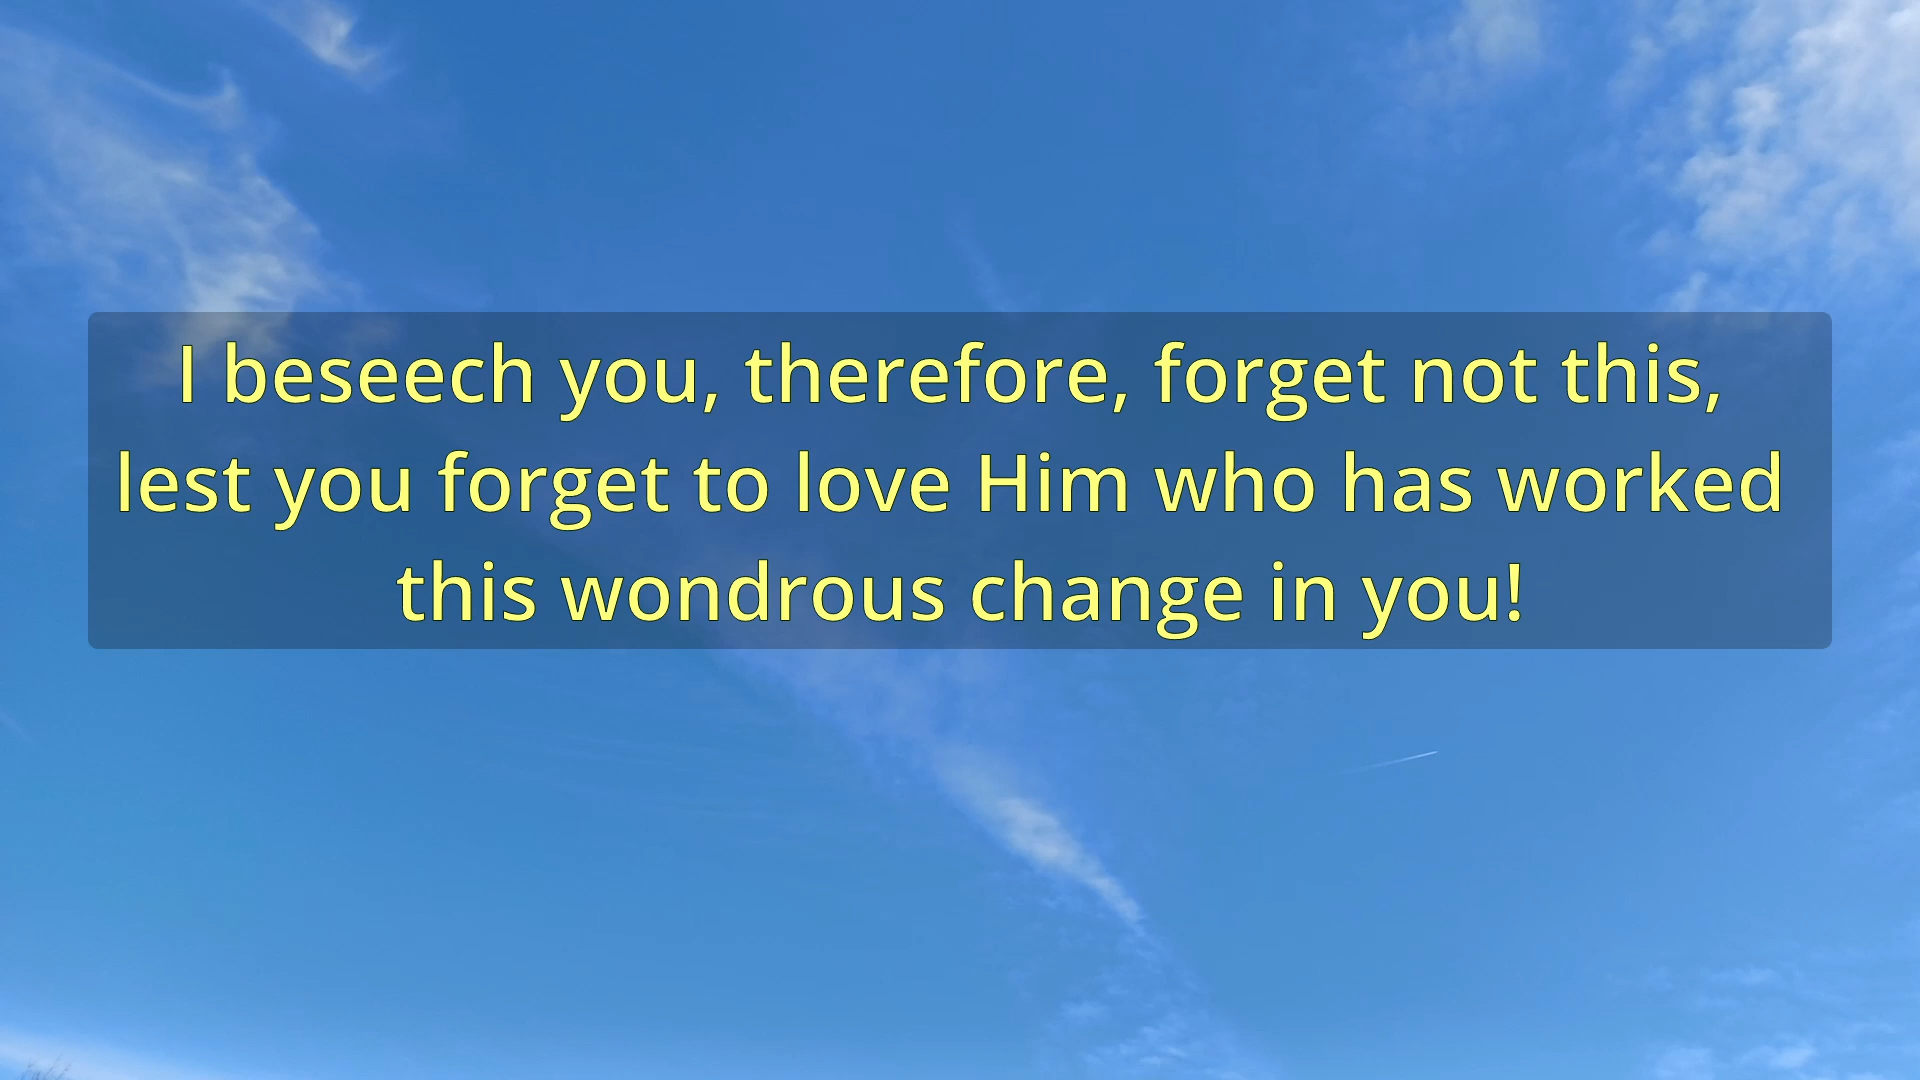 I beseech you, therefore, forget not this,
lest you forget to love Him who has worked
this wondrous change in you!